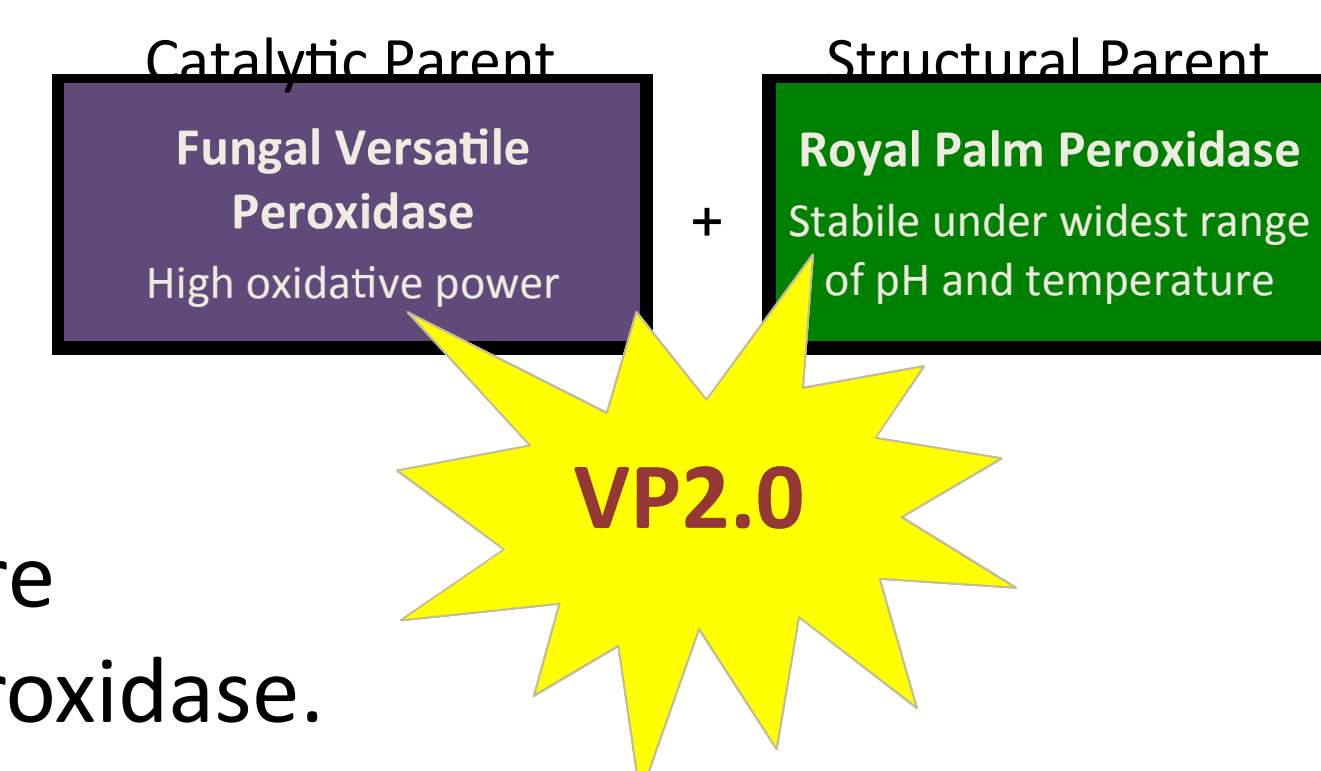 Catalytic Parent
Structural Parent
Fungal Versatile
Peroxidase
High oxidative power
+
Royal Palm Peroxidase
Stabile under widest range
of pH and temperature
VP2.0
re
roxidase.